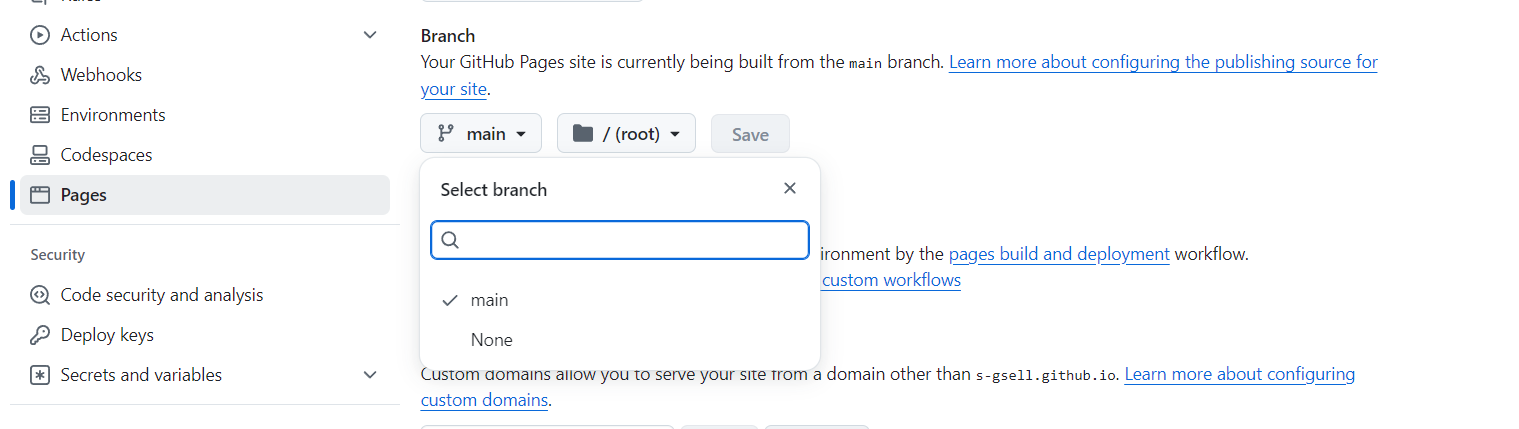 Actions
Webhooks
Environments
Codespaces
Pages
Security
Code security and analysis
Deploy keys
Secrets and variables
Branch
Your GitHub Pages site is currently being built from the main branch. Learn more about configuring the publishing source for
your site.
main / (root) Save
Select branch
ironment by the pages build and deployment workflow.
custom workflows
main
None
Custom domains allow you to serve your site from a domain other than s-gsell.github.io. Learn more about configuring
custom domains.